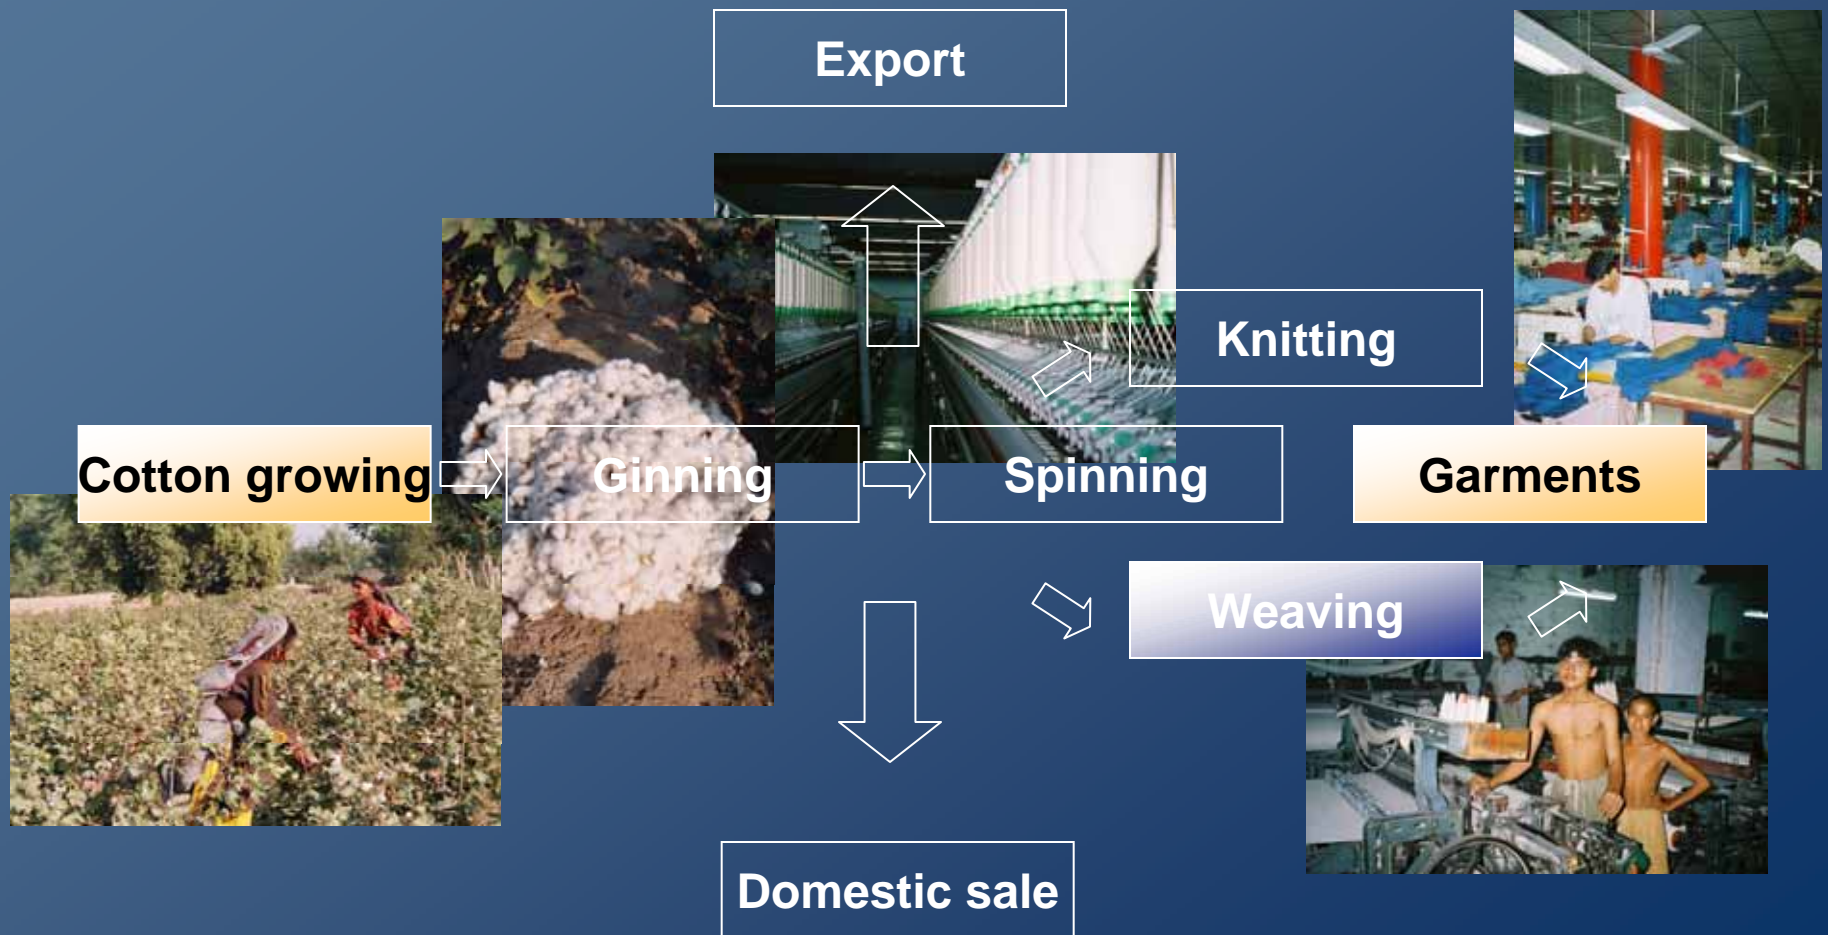 Export
Knitting
Cotton growing
Ginning
Spinning
Garments
Weaving
Domestic sale